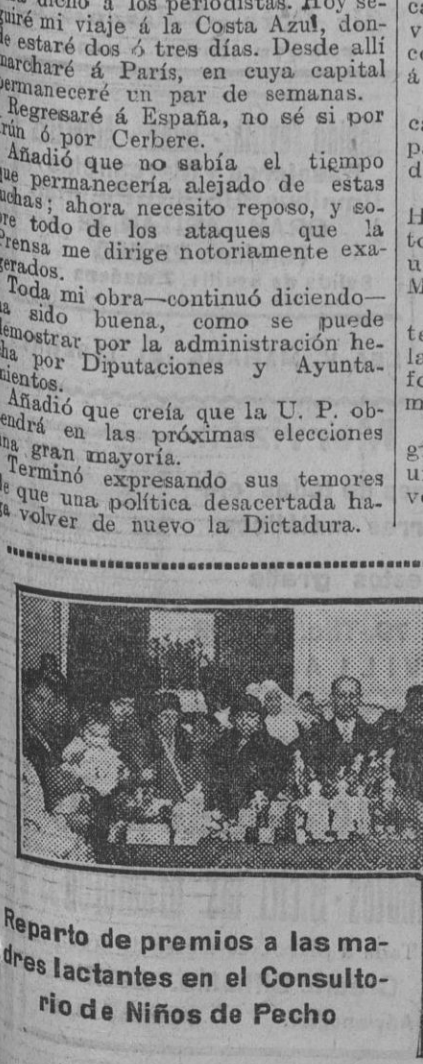 dicho a los periodistas. Hoy se-
guiré mi viaje á la Costa Azul, don-
de estaré dos ó tres días. Desde allí
marcharé á París, en cuya capital
permaneceré un par de semanas.
Regresaré á España, no sé si por
Irún ó por Cerbere.
Añadió que no sabía el tiempo
que permanecería alejado de estas
luchas; ahora necesito reposo, y so-
bre todo de los ataques que la
Prensa me dirige notoriamente exa-
gerados.
Toda mi obra—continuó diciendo—
ha sido buena, como se puede
demostrar por la administración he-
cha por Diputaciones y Ayunta-
mientos.
Añadió que creía que la U. P. ob-
tendrá en las próximas elecciones
una gran mayoría.
Terminó expresando sus temores
de que una política desacertada ha-
ga volver de nuevo la Dictadura.
Reparto de premios a las ma-
dres lactantes en el Consulto-
rio de Niños de Pecho